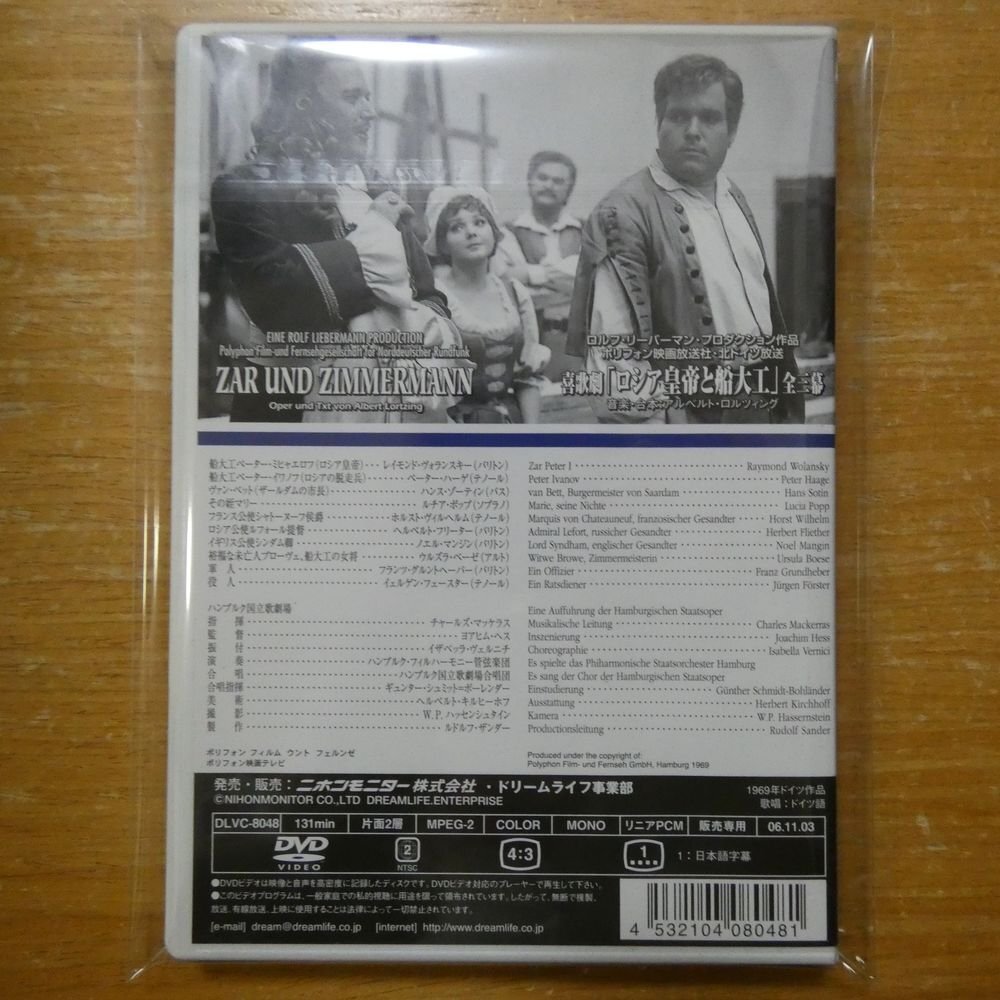 EINE ROLF LIEBERMANN PRODUCTION
Polyphon Film-und Fernsehgesellschaft for Norddeutscher Rundfunk
ZAR UND ZIMMERMANN
Oper und Txt von Albert Lortzing
ロルフ・リーバーマン・プロダクション作品
ポリフォン映画放送社・北ドイツ放送
喜歌劇「ロシア皇帝と船大工」全三幕
音楽・台本:アルベルト・ロルツィング
船大工ペーター・ミヒャエロフ(ロシア皇帝)・・・レイモンド・ヴォランスキー(バリトン)
船大工ペーター・イワノフ(ロシアの脱走兵)・・・ペーター・ハーゲ(テノール)
ヴァン・ベット(ザールダムの市長)・・・ハンス・ゾーティン(バス)
その姪マリー・・・ルチア・ポップ(ソプラノ)
フランス公使シャトーヌーフ侯爵・・・ホルスト・ヴィルヘルム(テノール)
ロシア公使ルフォール提督・・・ヘルベルト・フリーター(バリトン)
イギリス公使シンダム卿・・・ノエル・マンジン(バリトン)
裕福な未亡人ブローヴェ、船大工の女将・・・ウルズラ・ベーゼ(アルト)
軍人・・・フランツ・グルントヘーバー(バリトン)
役人・・・イェルゲン・フェースター(テノール)
Zar Peter I・・・Raymond Wolansky
Peter Ivanov・・・Peter Haage
van Bett, Burgermeister von Saardam・・・Hans Sotin
Marie, seine Nichte・・・Lucia Popp
Marquis von Chateauneuf, franzosischer Gesandter・・・Horst Wilhelm
Admiral Lefort, russicher Gesandter・・・Herbert Fliether
Lord Syndham, englischer Gesandter・・・Noel Mangin
Witwe Browe, Zimmermeisterin・・・Ursula Boese
Ein Offizier・・・Franz Grundheber
Ein Ratsdiener・・・Jürgen Förster
ハンブルク国立歌劇場
指揮・・・チャールズ・マッケラス
監督・・・ヨアヒム・ヘス
振付・・・イザベッラ・ヴェルニチ
演奏・・・ハンブルク・フィルハーモニー管弦楽団
合唱・・・ハンブルク国立歌劇場合唱団
合唱指揮・・・ギュンター・シュミット=ボーレンダー
美術・・・ヘルベルト・キルヒーホフ
撮影・・・W.P.ハッセンシュタイン
製作・・・ルドルフ・ザンダー
Eine Auffuhrung der Hamburgischen Staatsoper
Musikalische Leitung・・・Charles Mackerras
Inszenierung・・・Joachim Hess
Choreographie・・・Isabella Vernici
Es spielte das Philharmonische Staatsorchester Hamburg
Es sang der Chor der Hamburgischen Staatsoper
Einstudierung・・・Günther Schmidt-Bohländer
Ausstattung・・・Herbert Kirchhoff
Kamera・・・W.P. Hassernstein
Productionsleitung・・・Rudolf Sander
ポリフォン フィルム ウント フェルンゼ
ポリフォン映画テレビ
Produced under the copyright of:
Polyphon Film- und Fernseh GmbH, Hamburg 1969
発売・販売:ニホンモニター株式会社・ドリームライフ事業部
©NIHONMONITOR CO.,LTD DREAMLIFE.ENTERPRISE
1969年ドイツ作品
歌唱:ドイツ語
DLVC-8048 131min 片面2層 MPEG-2 COLOR MONO リニアPCM 販売専用 06.11.03
DVD VIDEO 2 NTSC 4:3 1 1:日本語字幕
●DVDビデオは映像と音声を高密度に記録したディスクです。DVDビデオ対応のプレーヤーで再生して下さい。
●このビデオプログラムは、一般家庭での私的視聴に用途を限って頒布されています。したがって、無断で複製、
放送、有線放送、上映に使用することは法律によって一切禁止されています。
[e-mail] dream@dreamlife.co.jp [internet] http://www.dreamlife.co.jp
4 532104 080481